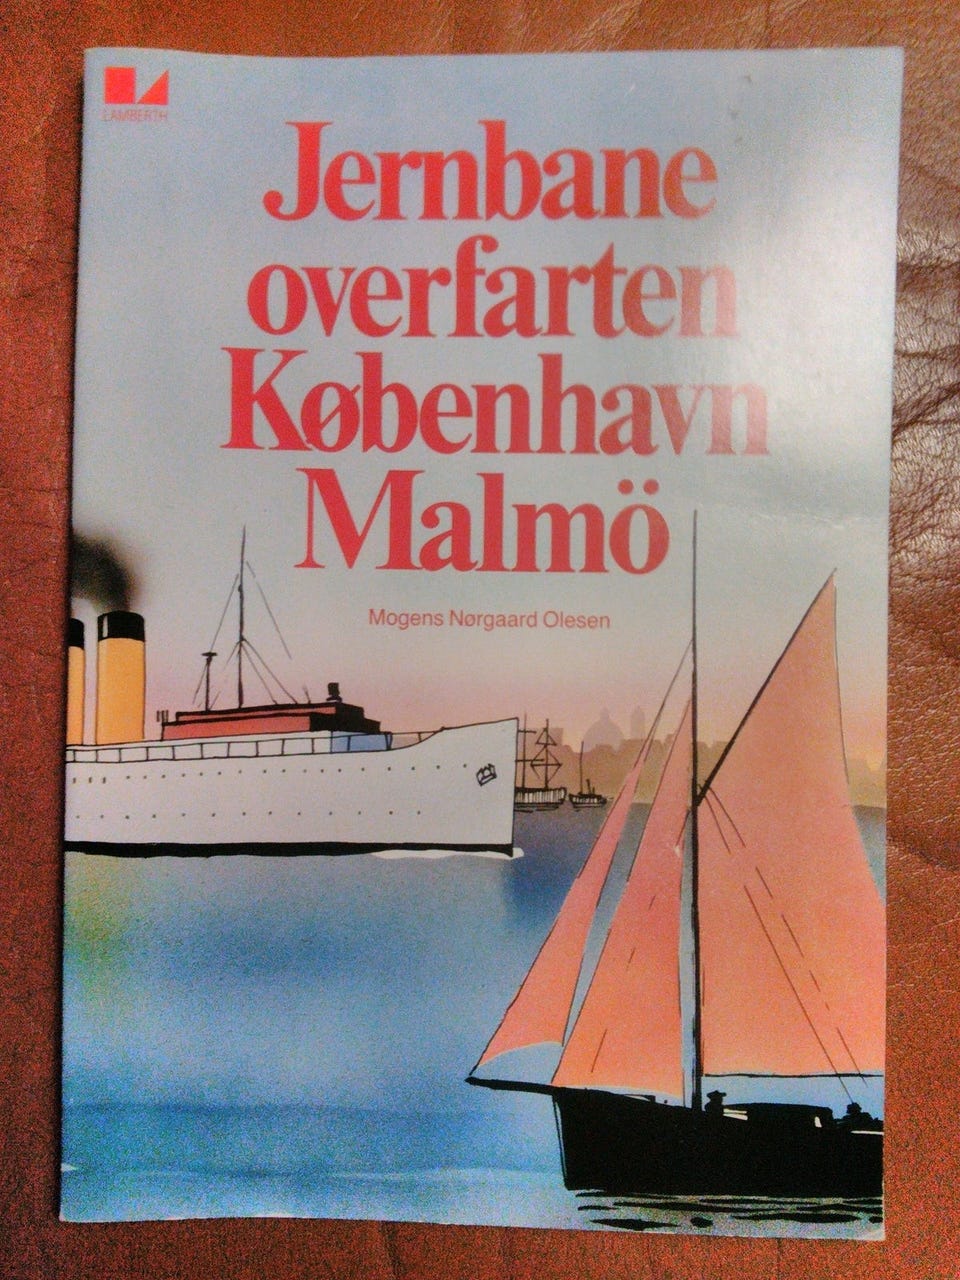 LAMBERTH
Jernbane
overfarten
København
Malmö
Mogens Nørgaard Olesen